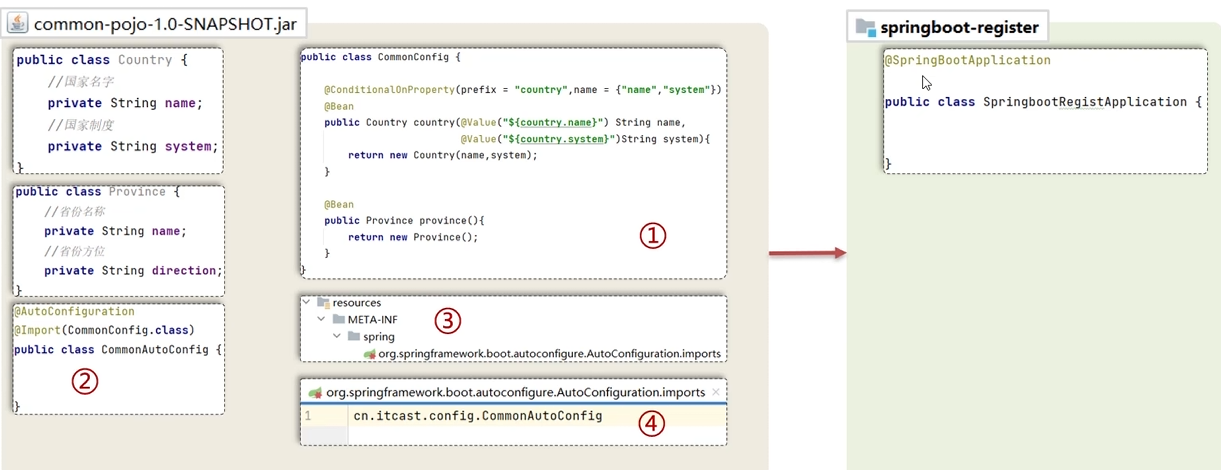 common-pojo-1.0-SNAPSHOT.jar
public class Country {
//国家名字
private String name;
//国家制度
private String system;
}
public class Province {
//省份名称
private String name;
//省份方位
private String direction;
}
@AutoConfiguration
@Import(CommonConfig.class)
public class CommonAutoConfig {
②
}
public class CommonConfig {
@ConditionalOnProperty(prefix = "country",name = {"name","system"})
@Bean
public Country country(@Value("${country.name}") String name,
@Value("${country.system}")String system){
return new Country(name,system);
}
@Bean
public Province province(){
return new Province();
}
①
}
resources
META-INF
③
spring
org.springframework.boot.autoconfigure.AutoConfiguration.imports
org.springframework.boot.autoconfigure.AutoConfiguration.imports
1 cn.itcast.config.CommonAutoConfig
④
springboot-register
@SpringBootApplication
public class SpringbootRegistApplication {
}